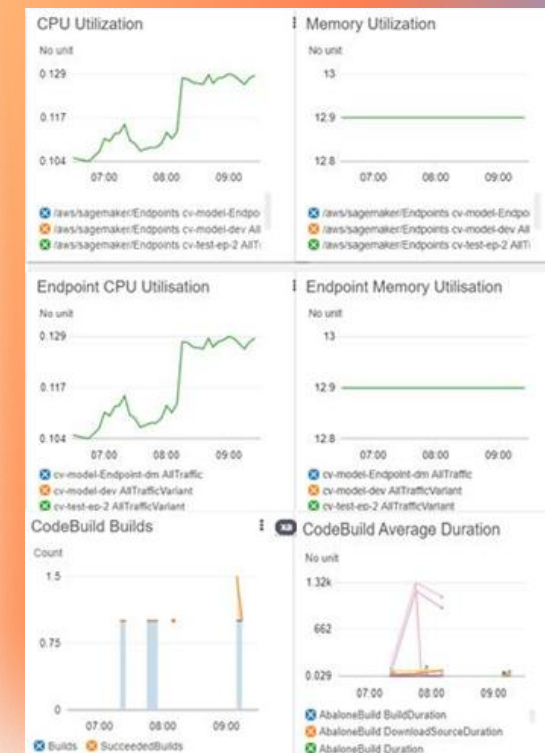 CPU Utilization
No unit
0.129
0.117
0.104
07:00 08:00 09:00
/aws/sagemaker/Endpoints cv-model-Endpo
/aws/sagemaker/Endpoints cv-model-dev All
/aws/sagemaker/Endpoints cv-test-ep-2 AllT
Memory Utilization
No unit
13
12.9
12.8
07:00 08:00 09:00
/aws/sagemaker/Endpoints cv-model-Endpo
/aws/sagemaker/Endpoints cv-model-dev All
/aws/sagemaker/Endpoints cv-test-ep-2 AllT
Endpoint CPU Utilisation
No unit
0.129
0.117
0.104
07:00 08:00 09:00
cv-model-Endpoint-dm AllTraffic
cv-model-dev AllTrafficVariant
cv-test-ep-2 AllTrafficVariant
Endpoint Memory Utilisation
No unit
13
12.9
12.8
07:00 08:00 09:00
cv-model-Endpoint-dm AllTraffic
cv-model-dev AllTrafficVariant
cv-test-ep-2 AllTrafficVariant
CodeBuild Builds
Count
1.5
0.75
0
07:00 08:00 09:00
Builds SucceededBuilds
CodeBuild Average Duration
No unit
1.32k
662
0.029
07:00 08:00 09:00
AbaloneBuild BuildDuration
AbaloneBuild DownloadSourceDuration
AbaloneBuild Duration